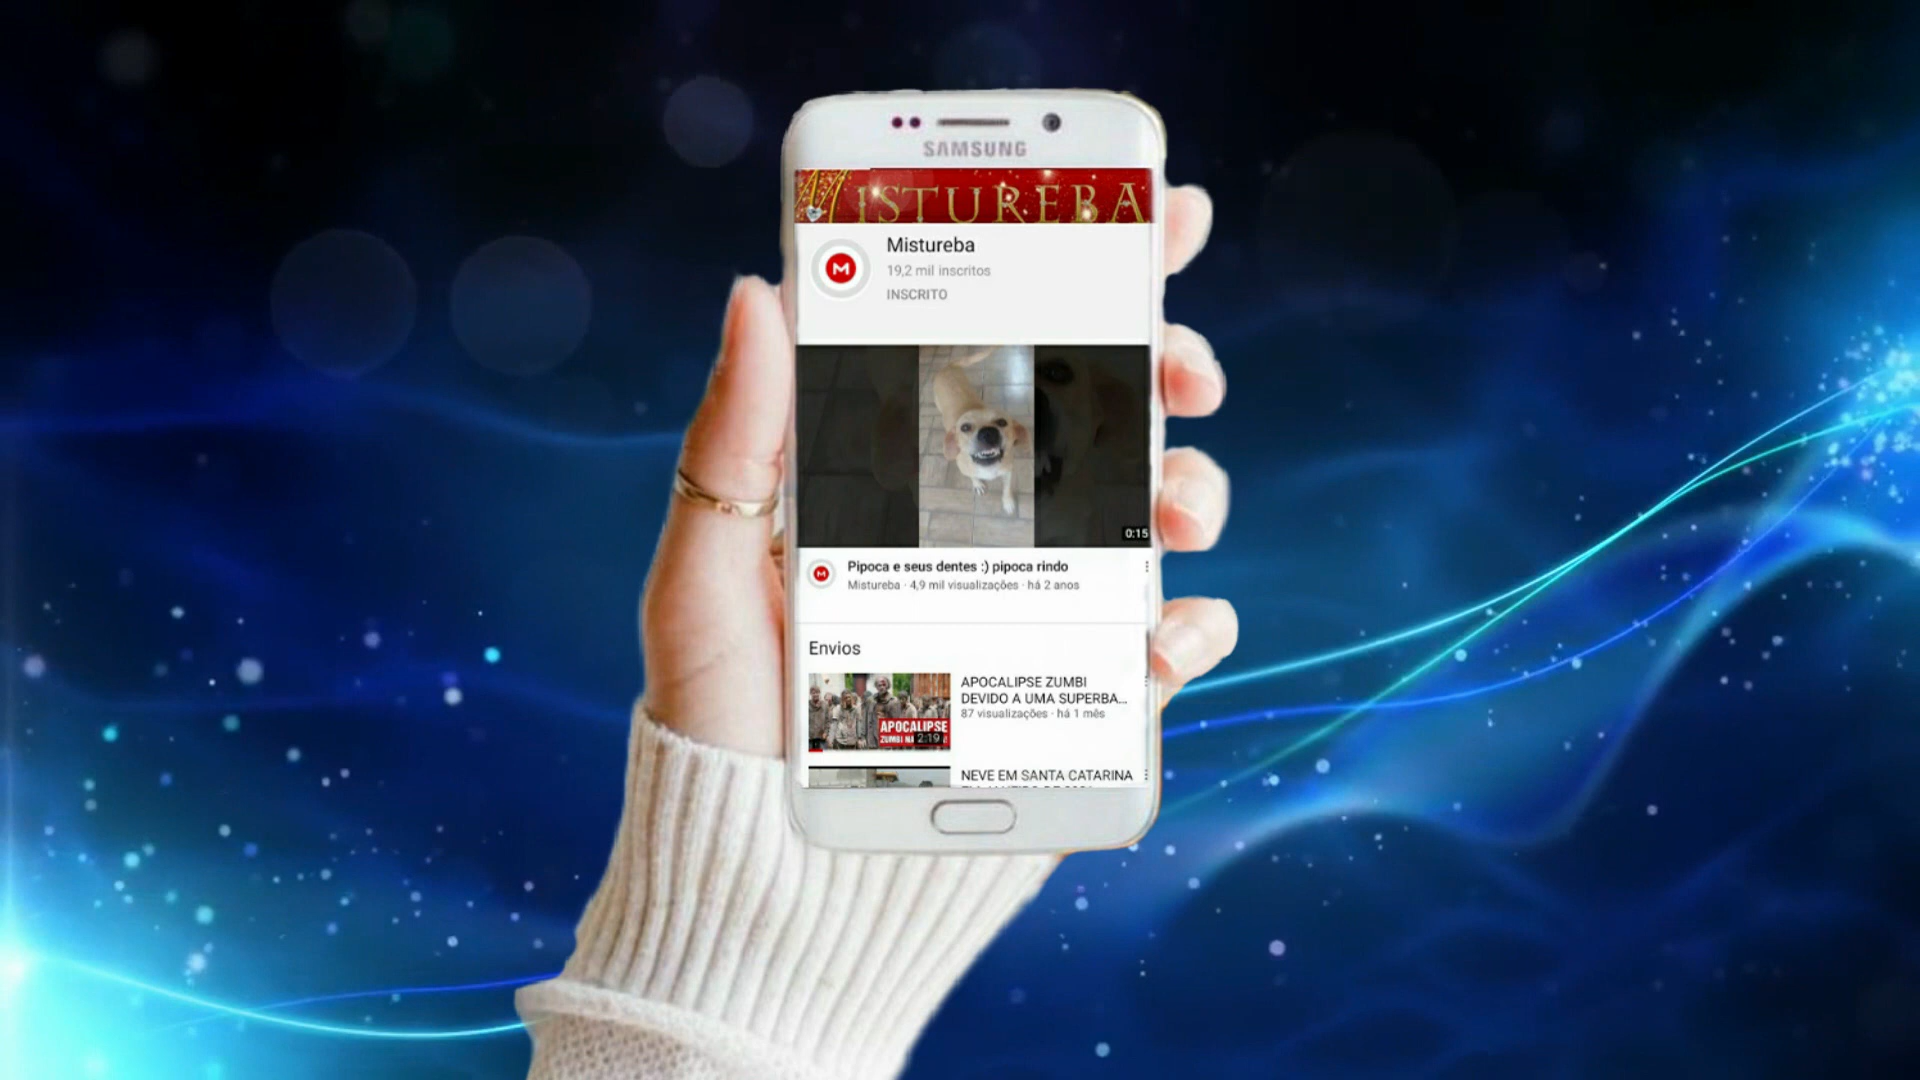 SAMSUNG
MISTUREBA
Mistureba
19,2 mil inscritos
INSCRITO
0:15
Pipoca e seus dentes :) pipoca rindo
Mistureba · 4,9 mil visualizações · há 2 anos
Envios
APOCALIPSE ZUMBI
DEVIDO A UMA SUPERBA...
87 visualizações · há 1 mês
APOCALIPSE
ZUMBI
2:19
NEVE EM SANTA CATARINA